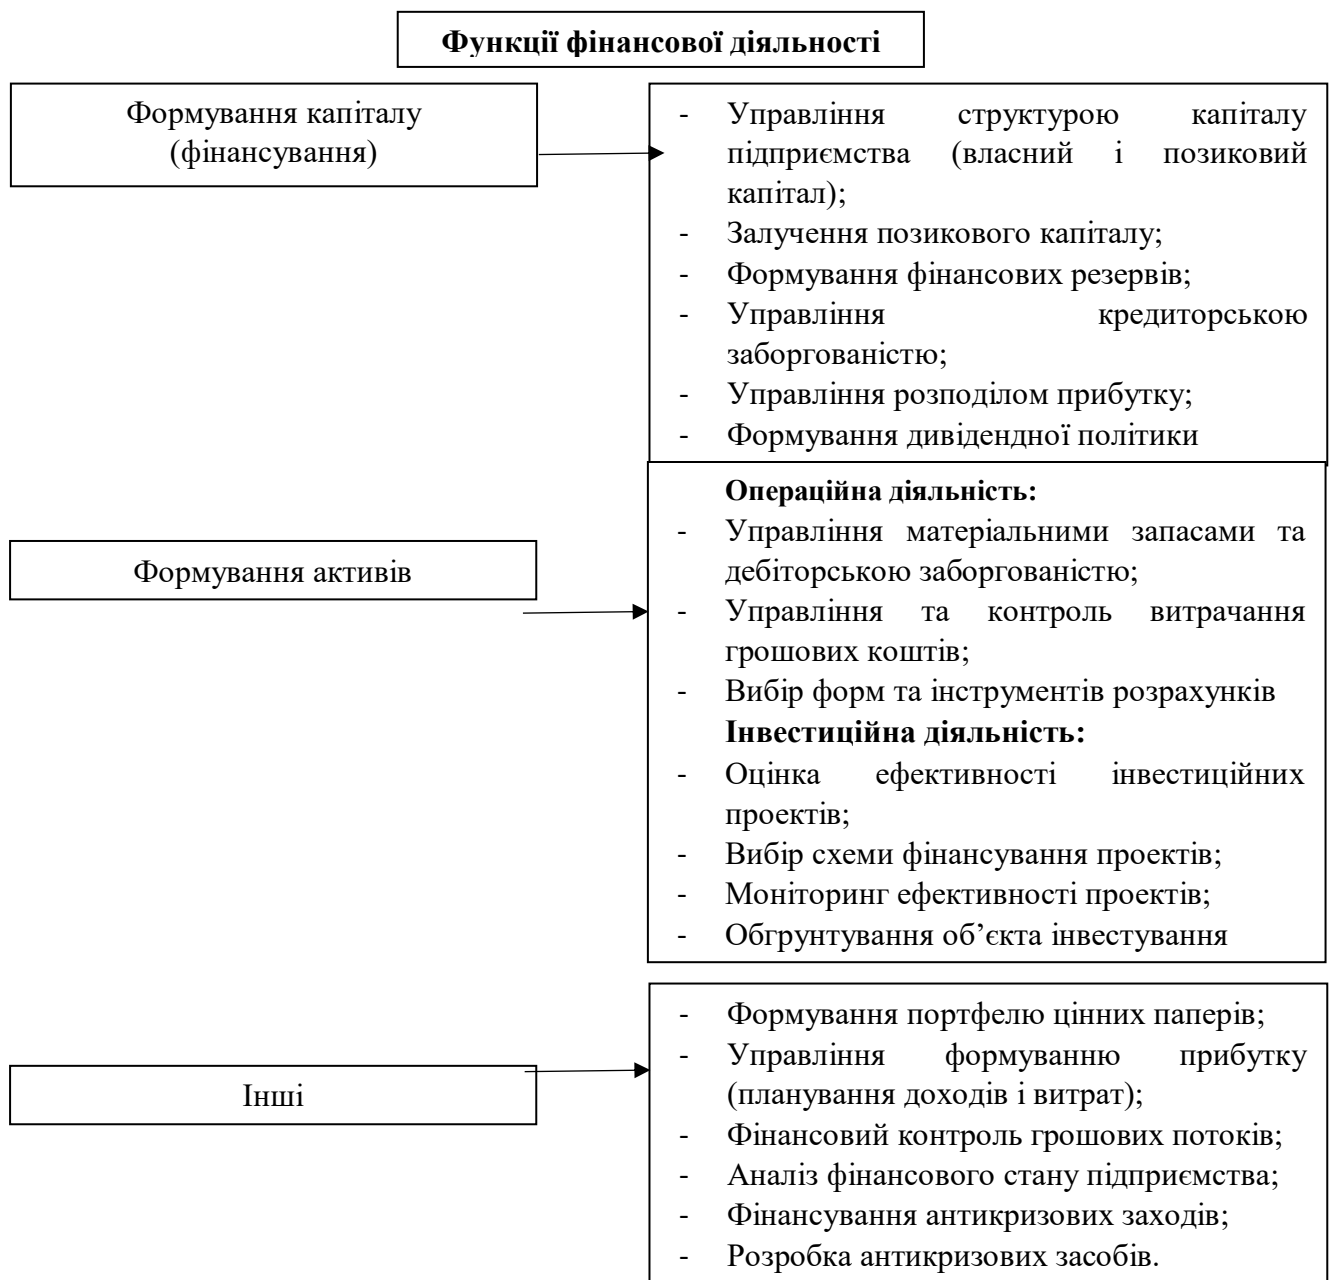 Функції фінансової діяльності
Формування капіталу
(фінансування)
- Управління структурою капіталу
підприємства (власний і позиковий
капітал);
- Залучення позикового капіталу;
- Формування фінансових резервів;
- Управління кредиторською
заборгованістю;
- Управління розподілом прибутку;
- Формування дивідендної політики
Формування активів
Операційна діяльність:
- Управління матеріальними запасами та
дебіторською заборгованістю;
- Управління та контроль витрачання
грошових коштів;
- Вибір форм та інструментів розрахунків
Інвестиційна діяльність:
- Оцінка ефективності інвестиційних
проектів;
- Вибір схеми фінансування проектів;
- Моніторинг ефективності проектів;
- Обгрунтування об’єкта інвестування
Інші
- Формування портфелю цінних паперів;
- Управління формуванню прибутку
(планування доходів і витрат);
- Фінансовий контроль грошових потоків;
- Аналіз фінансового стану підприємства;
- Фінансування антикризових заходів;
- Розробка антикризових засобів.